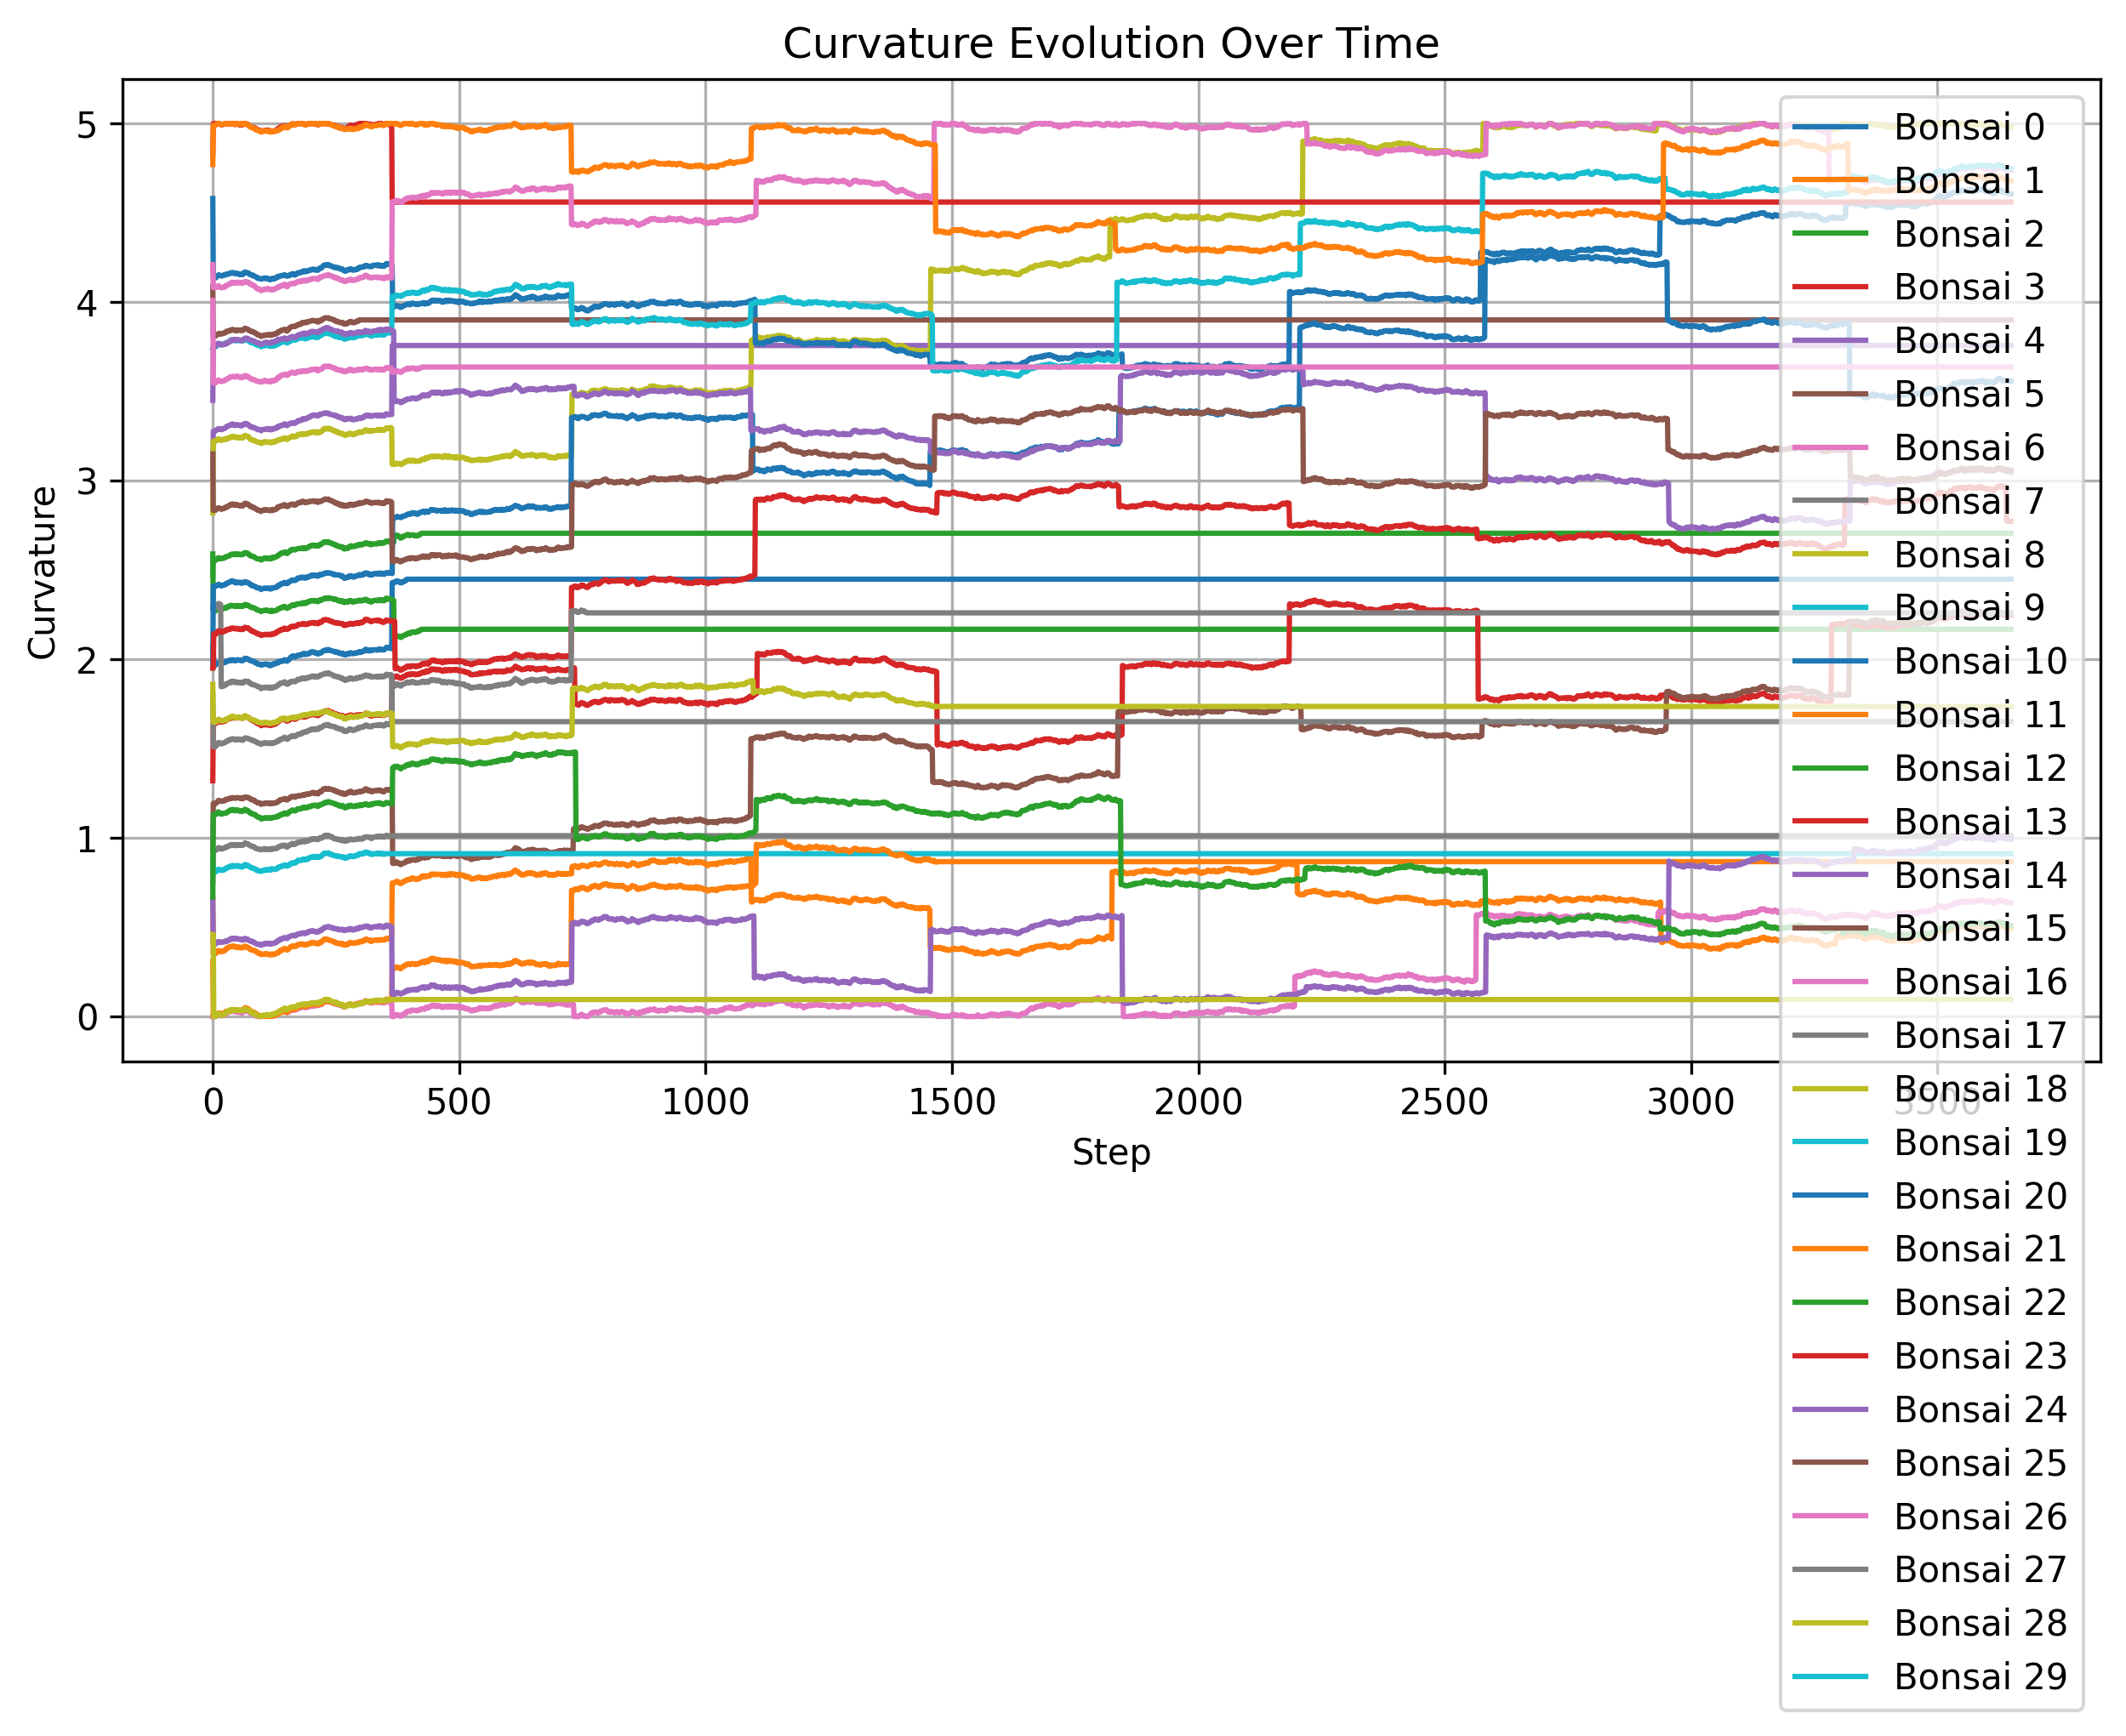 Curvature Evolution Over Time
Curvature
5
4
3
2
1
0
0
500
1000
1500
2000
2500
3000
3500
Step
Bonsai 0
Bonsai 1
Bonsai 2
Bonsai 3
Bonsai 4
Bonsai 5
Bonsai 6
Bonsai 7
Bonsai 8
Bonsai 9
Bonsai 10
Bonsai 11
Bonsai 12
Bonsai 13
Bonsai 14
Bonsai 15
Bonsai 16
Bonsai 17
Bonsai 18
Bonsai 19
Bonsai 20
Bonsai 21
Bonsai 22
Bonsai 23
Bonsai 24
Bonsai 25
Bonsai 26
Bonsai 27
Bonsai 28
Bonsai 29